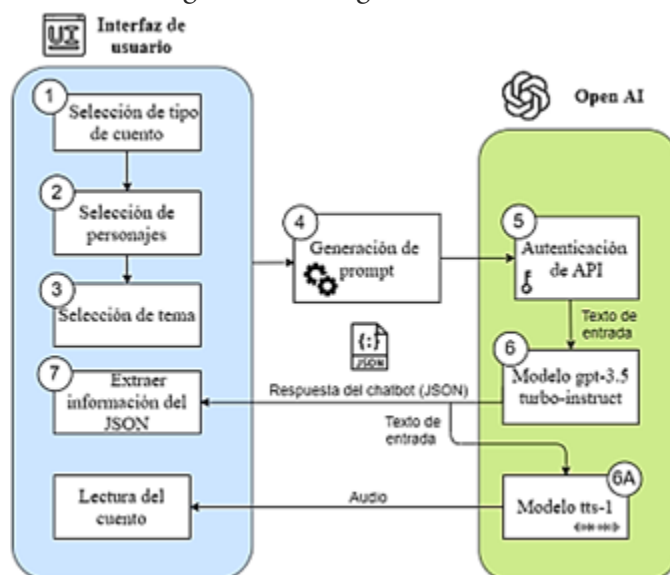 UI
Interfaz de
usuario
Open AI
1
Selección de tipo
de cuento
2
Selección de
personajes
3
Selección de tema
4
Generación de
prompt
5
Autenticación
de API
Texto de
entrada
{:}
JSON
6
Modelo gpt-3.5
turbo-instruct
Respuesta del chatbot (JSON)
7
Extraer
información del
JSON
Texto de
entrada
6A
Modelo tts-1
Audio
Lectura del
cuento